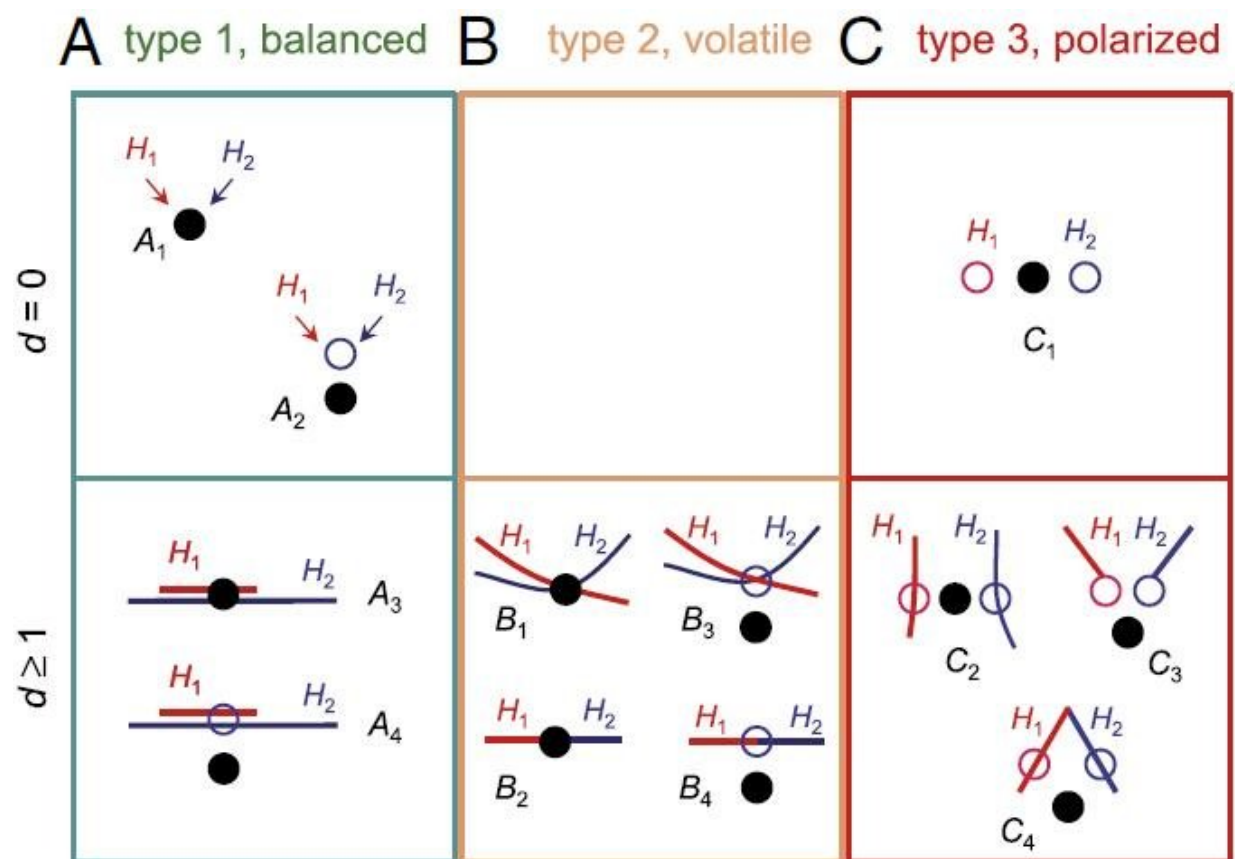 A type 1, balanced
B type 2, volatile
C type 3, polarized
d = 0
H₁ H₂
A₁
H₁ H₂
A₂
H₁ H₂
C₁
d ≥ 1
H₁ H₂ A₃
H₁ H₂ A₄
H₁ H₂
B₁
H₁ H₂
B₃
H₁ H₂
B₂
H₁ H₂
B₄
H₁ H₂
C₂
H₁ H₂
C₃
H₁ H₂
C₄